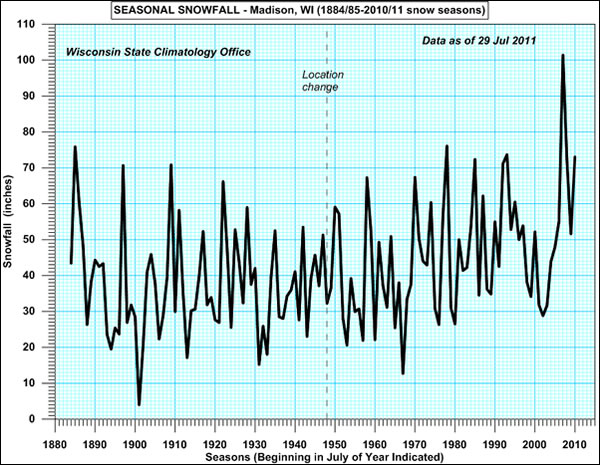 SEASONAL SNOWFALL - Madison, WI (1884/85-2010/11 snow seasons)
Wisconsin State Climatology Office
Data as of 29 Jul 2011
Location
change
Snowfall (inches)
110
100
90
80
70
60
50
40
30
20
10
0
1880 1890 1900 1910 1920 1930 1940 1950 1960 1970 1980 1990 2000 2010
Seasons (Beginning in July of Year Indicated)